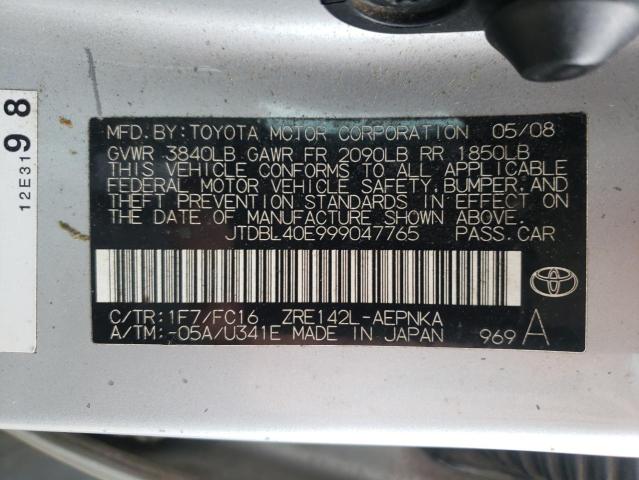 MFD.BY:TOYOTA MOTOR CORPORATION 05/08
GVWR 3840LB GAWR FR 2090LB RR 1850LB
THIS VEHICLE CONFORMS TO ALL APPLICABLE
FEDERAL MOTOR VEHICLE SAFETY,BUMPER,AND
THEFT PREVENTION STANDARDS IN EFFECT ON
THE DATE OF MANUFACTURE SHOWN ABOVE.
JTDBL40E999047765 PASS.CAR
C/TR:1F7/FC16 ZRE142L-AEPNKA
A/TM:-05A/U341E MADE IN JAPAN 969 A
98
12E31